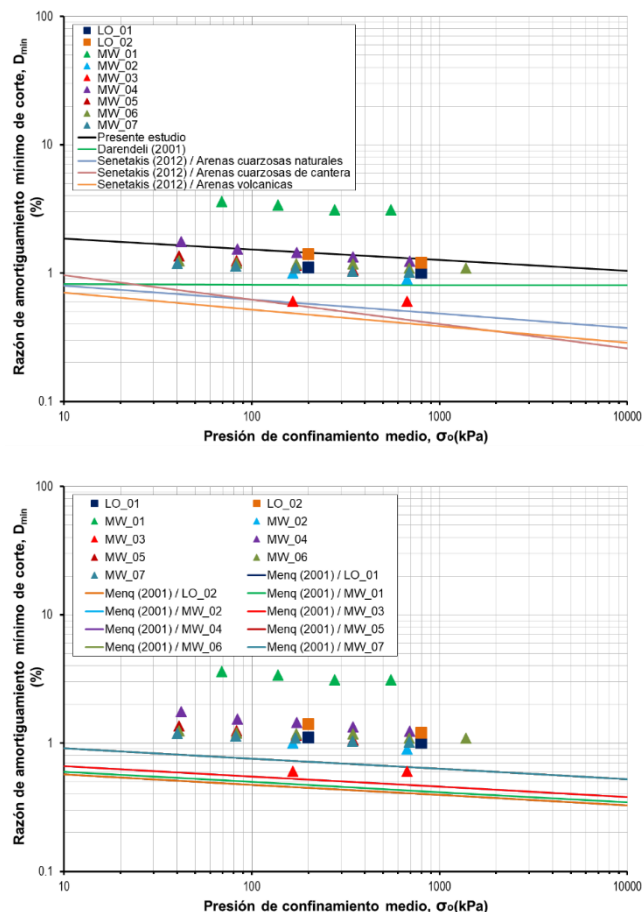 100
10
1
0.1
10
100
1000
10000
Razón de amortiguamiento mínimo de corte, Dmin
(%)
Presión de confinamiento medio, σo(kPa)
LO_01
LO_02
MW_01
MW_02
MW_03
MW_04
MW_05
MW_06
MW_07
Presente estudio
Darendeli (2001)
Senetakis (2012) / Arenas cuarzosas naturales
Senetakis (2012) / Arenas cuarzosas de cantera
Senetakis (2012) / Arenas volcanicas
100
10
1
0.1
10
100
1000
10000
Razón de amortiguamiento mínimo de corte, Dmin
(%)
Presión de confinamiento medio, σo(kPa)
LO_01 LO_02
MW_01 MW_02
MW_03 MW_04
MW_05 MW_06
MW_07 Menq (2001) / LO_01
Menq (2001) / LO_02 Menq (2001) / MW_01
Menq (2001) / MW_02 Menq (2001) / MW_03
Menq (2001) / MW_04 Menq (2001) / MW_05
Menq (2001) / MW_06 Menq (2001) / MW_07